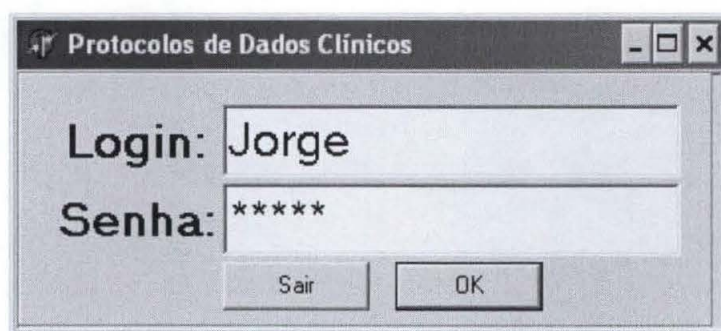 Protocolos de Dados Clínicos
Login: Jorge
Senha: *****
Sair OK